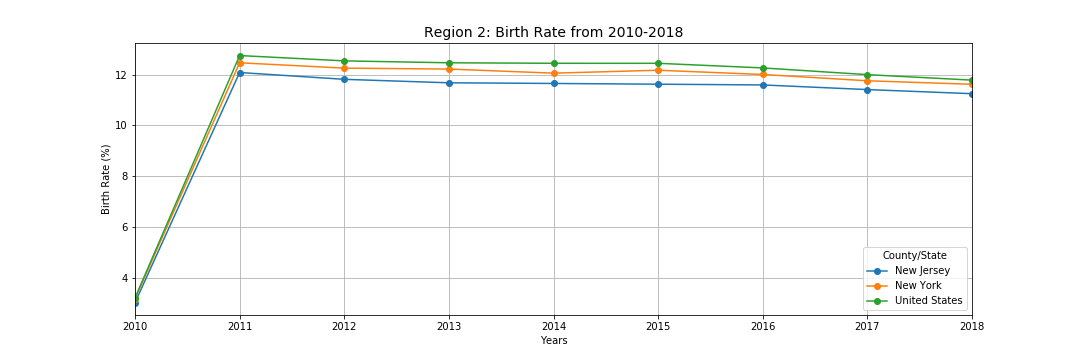 Region 2: Birth Rate from 2010-2018
Birth Rate (%)
12
10
8
6
4
County/State
New Jersey
New York
United States
2010 2011 2012 2013 2014 2015 2016 2017 2018
Years